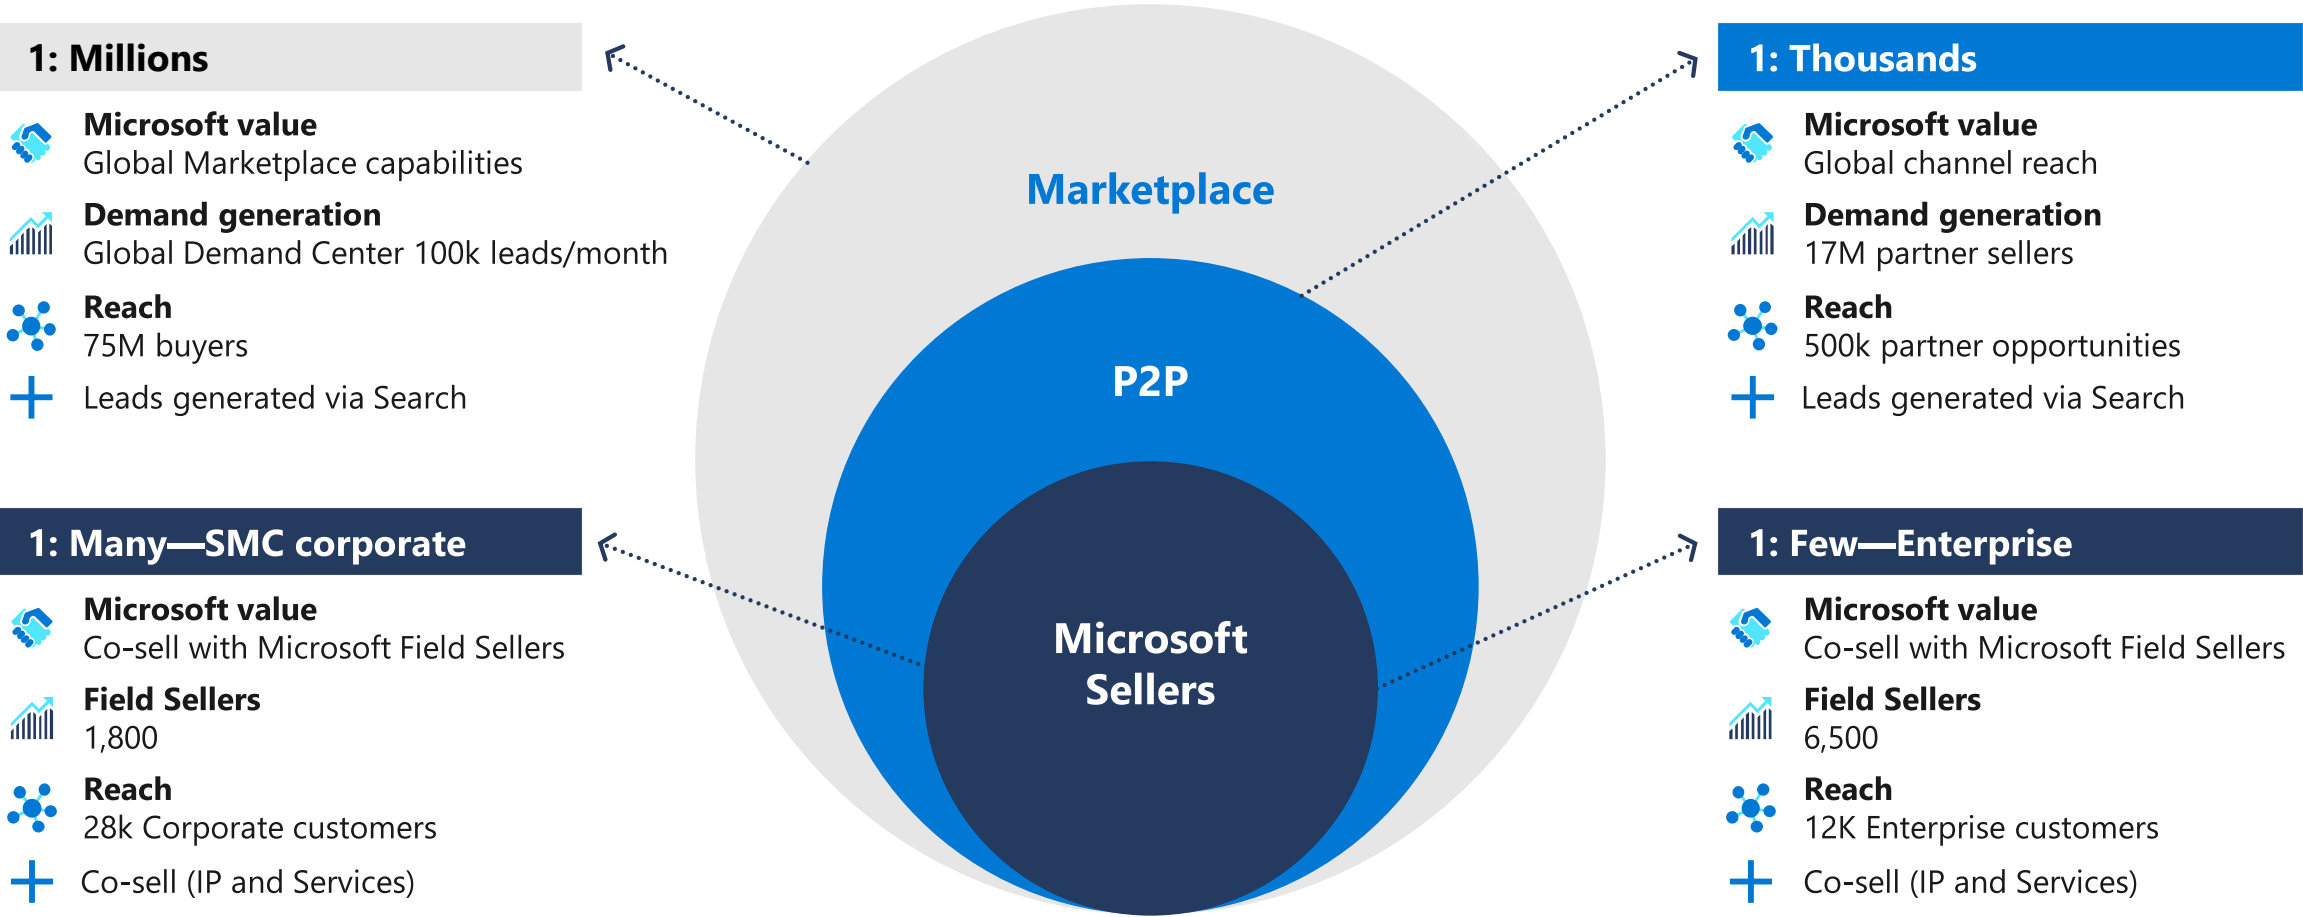 1: Millions
Microsoft value
Global Marketplace capabilities
Demand generation
Global Demand Center 100k leads/month
Reach
75M buyers
Leads generated via Search
Marketplace
P2P
Microsoft
Sellers
1: Thousands
Microsoft value
Global channel reach
Demand generation
17M partner sellers
Reach
500k partner opportunities
Leads generated via Search
1: Many—SMC corporate
Microsoft value
Co-sell with Microsoft Field Sellers
Field Sellers
1,800
Reach
28k Corporate customers
Co-sell (IP and Services)
1: Few—Enterprise
Microsoft value
Co-sell with Microsoft Field Sellers
Field Sellers
6,500
Reach
12K Enterprise customers
Co-sell (IP and Services)